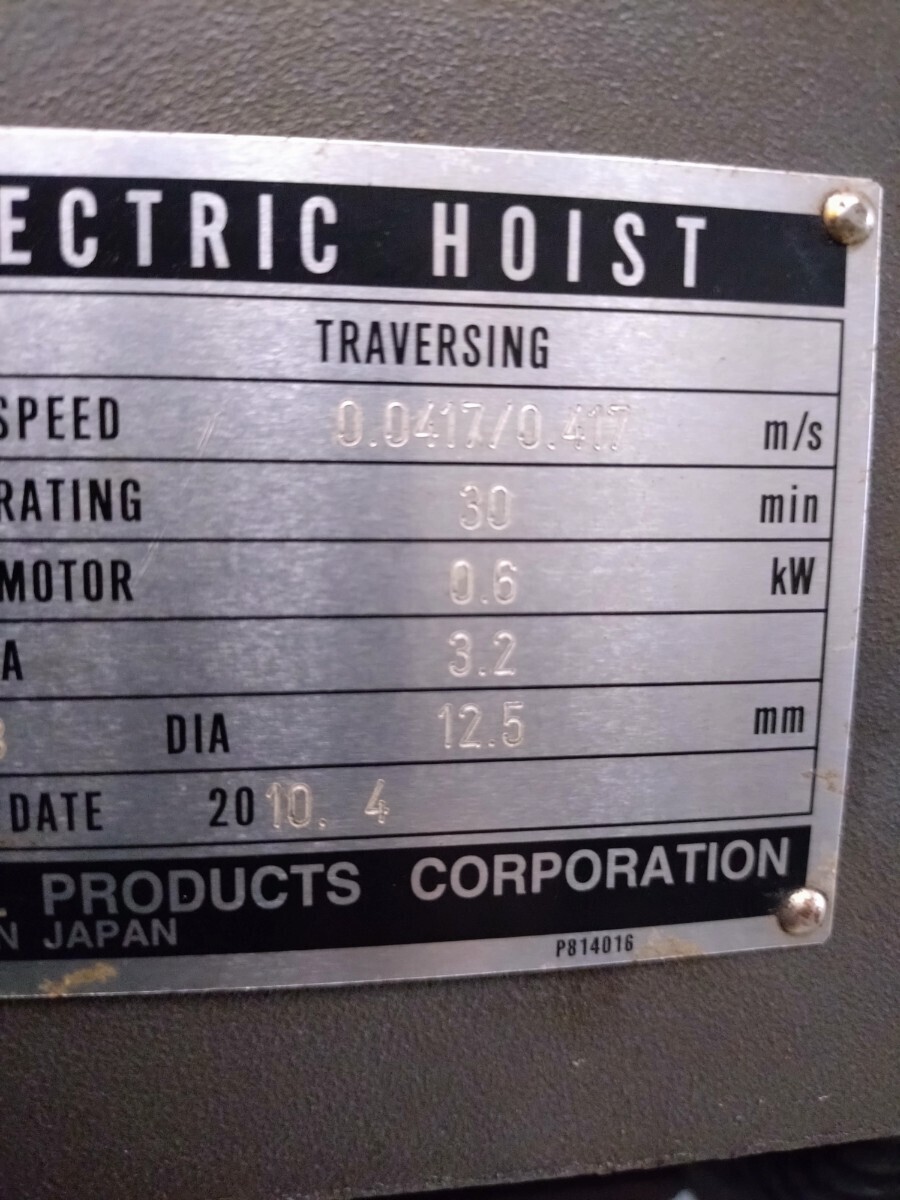 ECTRIC HOIST
TRAVERSING
SPEED / 0.0417/0.417 m/s
RATING 30 min
MOTOR 0.6 kW
A 3.2
DIA 12.5 mm
DATE 2010. 4
PRODUCTS CORPORATION
N JAPAN
P814016